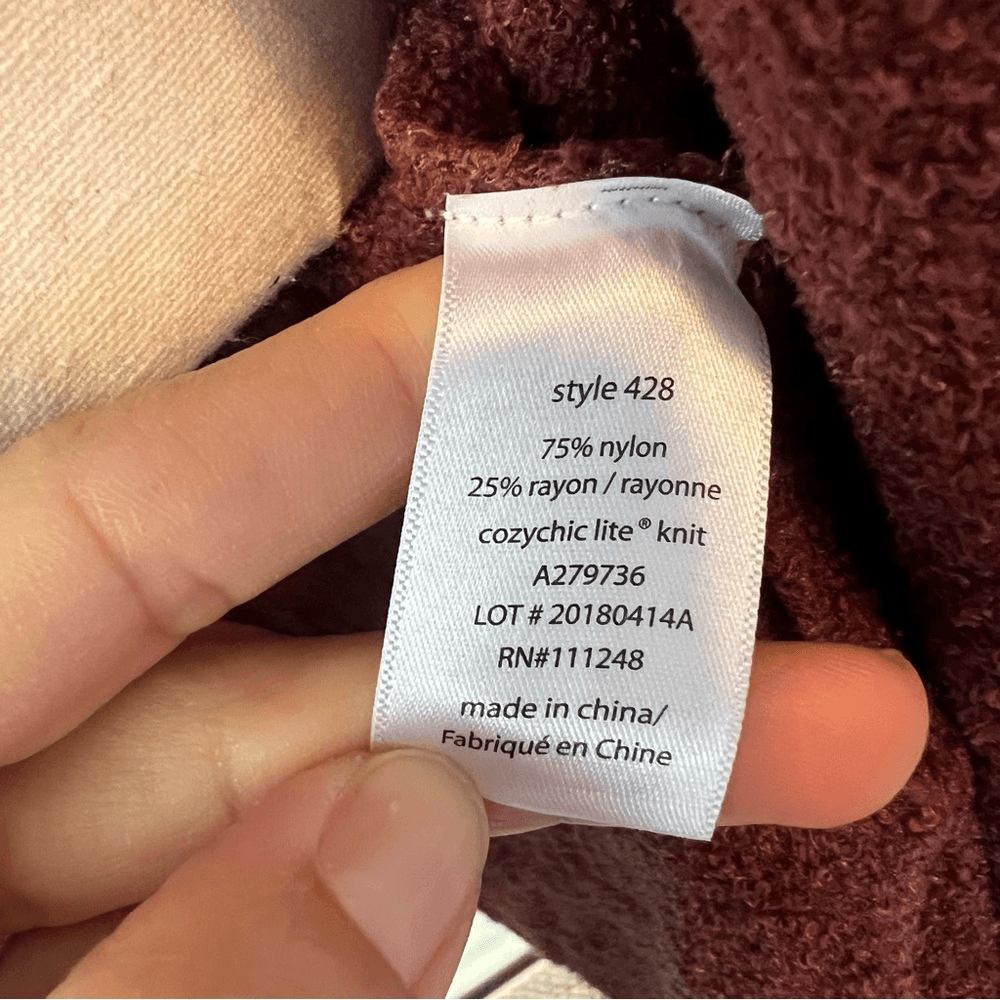 style 428
75% nylon
25% rayon / rayonne
cozychic lite® knit
A279736
LOT # 20180414A
RN#111248
made in china/
Fabriqué en Chine